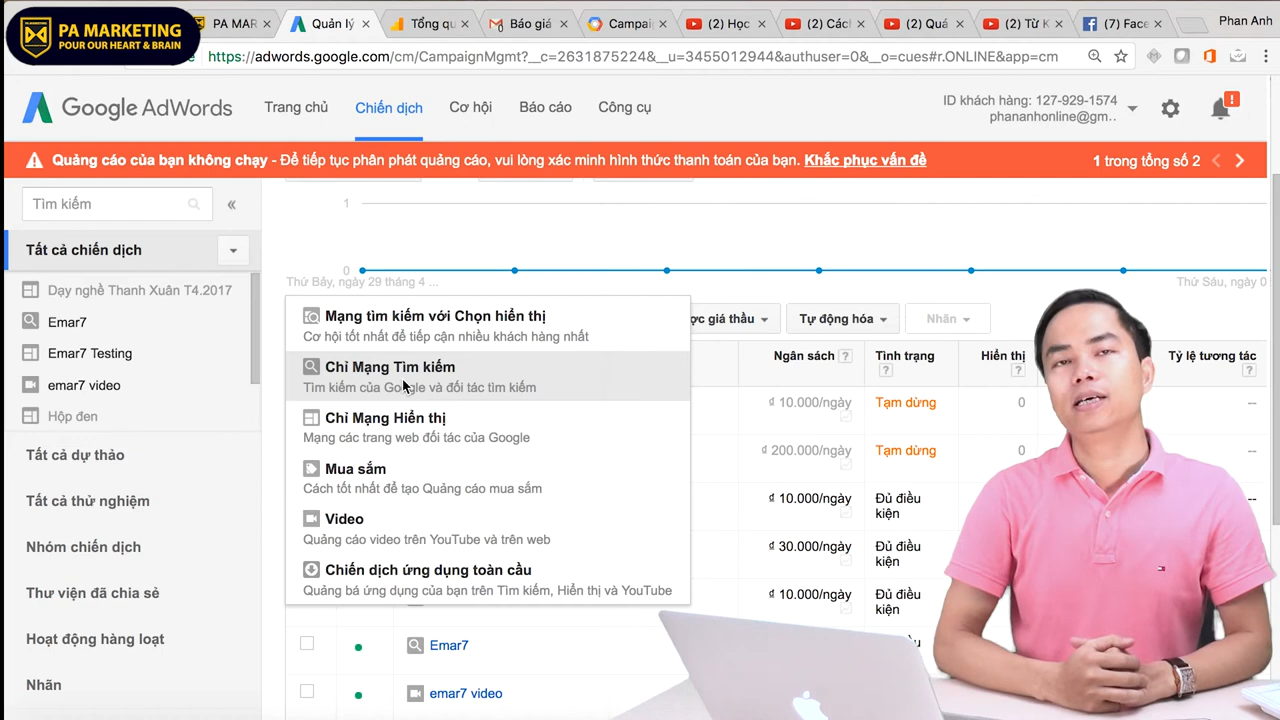 PA MARKETING
POUR OUR HEART & BRAIN
PA MAR
Quản lý
Tổng qu
Báo giá
Campai
(2) Học
(2) Các
(2) Quả
(2) Từ K
(7) Face
Phan Anh
https://adwords.google.com/cm/CampaignMgmt?__c=2631875224&__u=3455012944&authuser=0&__o=cues#r.ONLINE&app=cm
Google AdWords
Trang chủ
Chiến dịch
Cơ hội
Báo cáo
Công cụ
ID khách hàng: 127-929-1574
phananhonline@gm..
Quảng cáo của bạn không chạy - Để tiếp tục phân phát quảng cáo, vui lòng xác minh hình thức thanh toán của bạn. Khắc phục vấn đề
1 trong tổng số 2
Tìm kiếm
Tất cả chiến dịch
Dạy nghề Thanh Xuân T4.2017
Emar7
Emar7 Testing
emar7 video
Hộp đen
Tất cả dự thảo
Tất cả thử nghiệm
Nhóm chiến dịch
Thư viện đã chia sẻ
Hoạt động hàng loạt
Nhãn
1
0
Thứ Bảy, ngày 29 tháng 4 ...
Thứ Sáu, ngày 0
Mạng tìm kiếm với Chọn hiển thị
Cơ hội tốt nhất để tiếp cận nhiều khách hàng nhất
Chỉ Mạng Tìm kiếm
Tìm kiếm của Google và đối tác tìm kiếm
Chỉ Mạng Hiển thị
Mạng các trang web đối tác của Google
Mua sắm
Cách tốt nhất để tạo Quảng cáo mua sắm
Video
Quảng cáo video trên YouTube và trên web
Chiến dịch ứng dụng toàn cầu
Quảng bá ứng dụng của bạn trên Tìm kiếm, Hiển thị và YouTube
ợc giá thầu
Tự động hóa
Nhãn
Ngân sách ?
Tình trạng ?
Hiển thị ?
Tỷ lệ tương tác ?
₫ 10.000/ngày
Tạm dừng
0
--
₫ 200.000/ngày
Tạm dừng
0
--
₫ 10.000/ngày
Đủ điều
kiện
₫ 30.000/ngày
Đủ điều
kiện
₫ 10.000/ngày
Đủ điều
kiện
Emar7
emar7 video